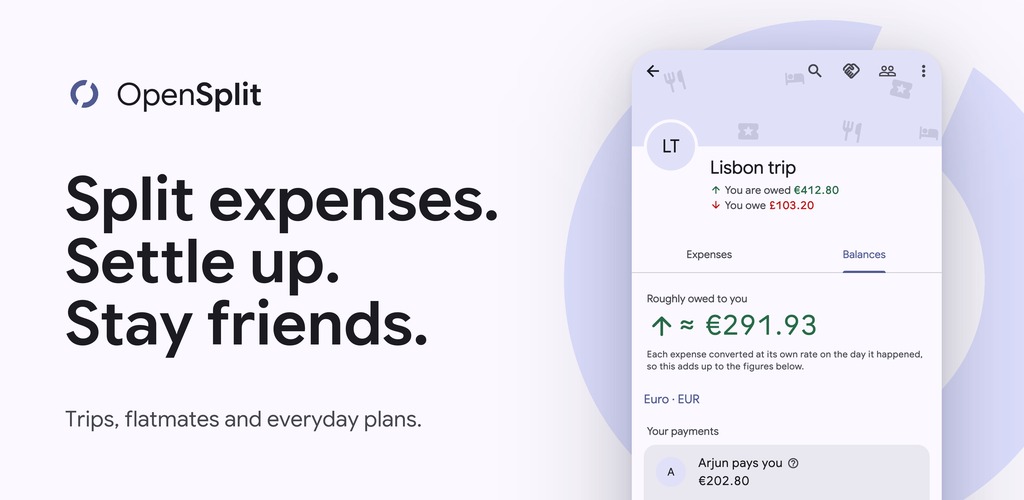 OpenSplit
Split expenses.
Settle up.
Stay friends.
Trips, flatmates and everyday plans.
LT
Lisbon trip
↑ You are owed €412.80
↓ You owe £103.20
Expenses
Balances
Roughly owed to you
↑ ≈ €291.93
Each expense converted at its own rate on the day it happened,
so this adds up to the figures below.
Euro · EUR
Your payments
A
Arjun pays you
€202.80